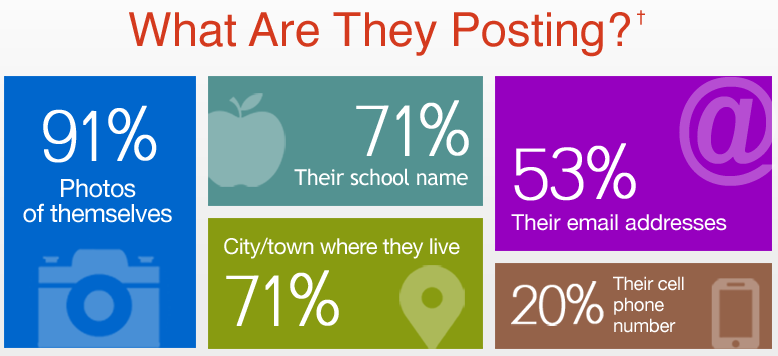 What Are They Posting?†
91%
Photos
of themselves
71%
Their school name
City/town where they live
71%
@
53%
Their email addresses
20%
Their cell
phone
number